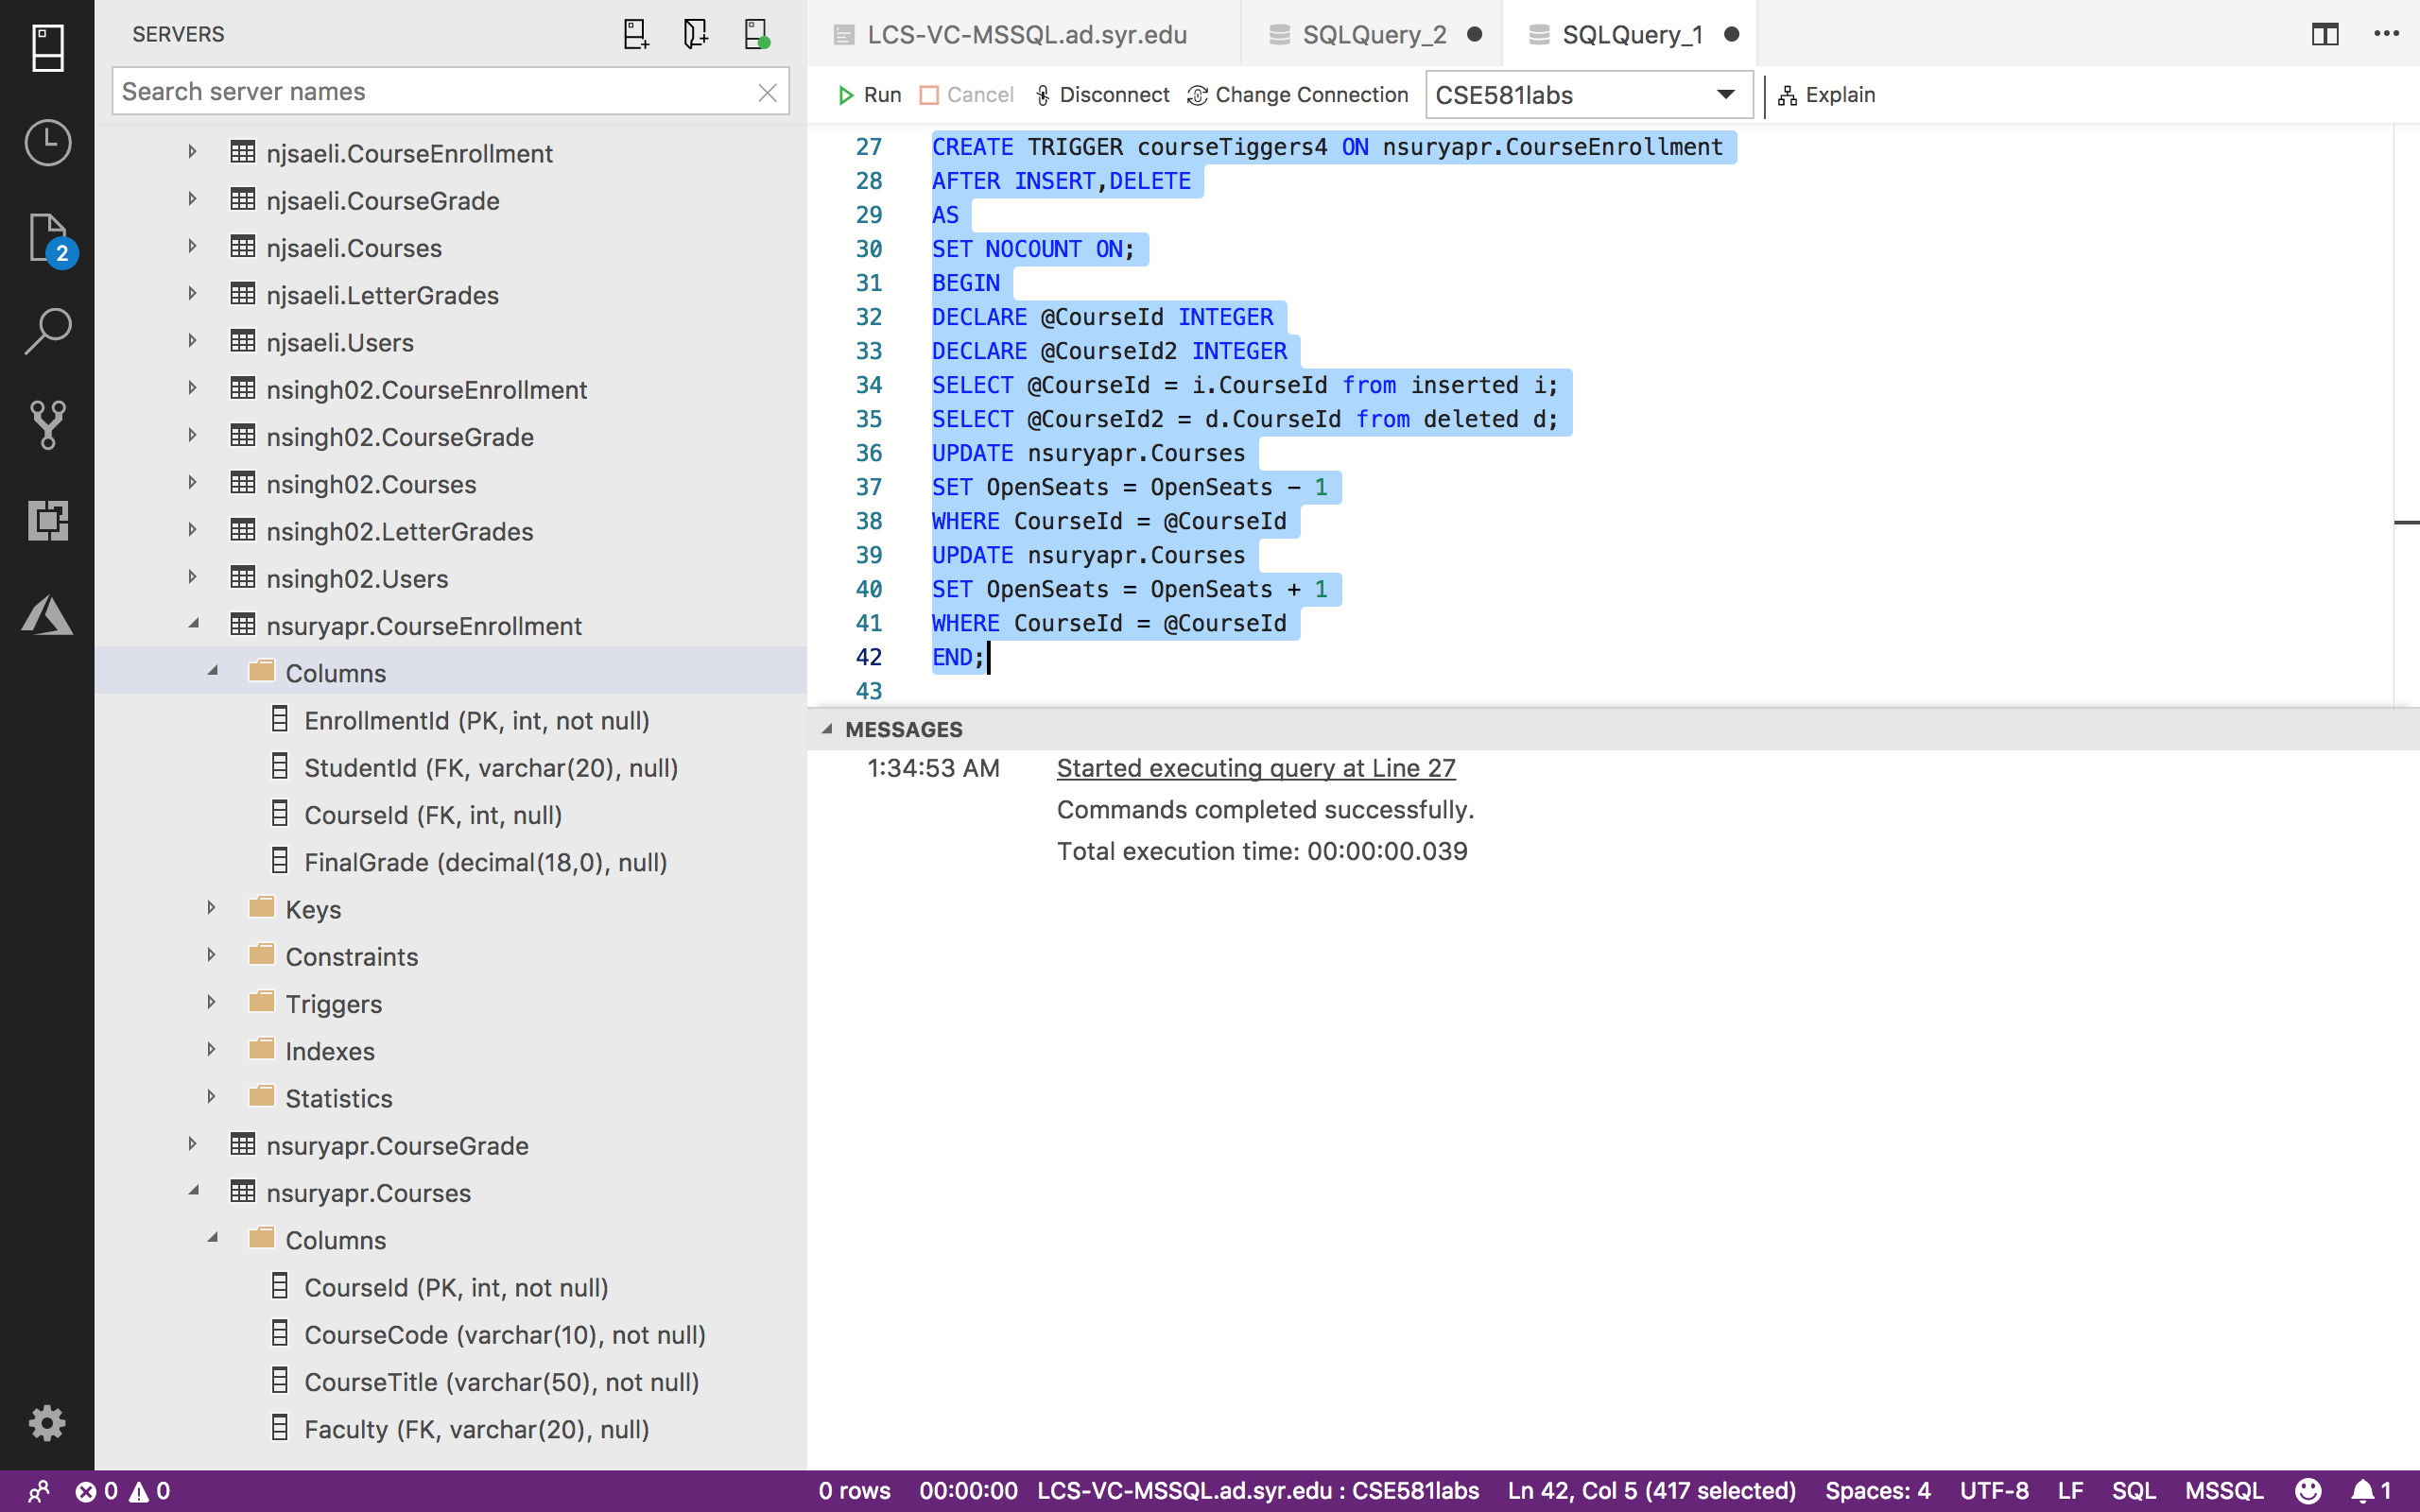 SERVERS
Search server names
njsaeli.CourseEnrollment
njsaeli.CourseGrade
njsaeli.Courses
njsaeli.LetterGrades
njsaeli.Users
nsingh02.CourseEnrollment
nsingh02.CourseGrade
nsingh02.Courses
nsingh02.LetterGrades
nsingh02.Users
nsuryapr.CourseEnrollment
Columns
EnrollmentId (PK, int, not null)
StudentId (FK, varchar(20), null)
CourseId (FK, int, null)
FinalGrade (decimal(18,0), null)
Keys
Constraints
Triggers
Indexes
Statistics
nsuryapr.CourseGrade
nsuryapr.Courses
Columns
CourseId (PK, int, not null)
CourseCode (varchar(10), not null)
CourseTitle (varchar(50), not null)
Faculty (FK, varchar(20), null)
2
LCS-VC-MSSQL.ad.syr.edu SQLQuery_2 SQLQuery_1
Run Cancel Disconnect Change Connection CSE581labs Explain
27 CREATE TRIGGER courseTiggers4 ON nsuryapr.CourseEnrollment
28 AFTER INSERT,DELETE
29 AS
30 SET NOCOUNT ON;
31 BEGIN
32 DECLARE @CourseId INTEGER
33 DECLARE @CourseId2 INTEGER
34 SELECT @CourseId = i.CourseId from inserted i;
35 SELECT @CourseId2 = d.CourseId from deleted d;
36 UPDATE nsuryapr.Courses
37 SET OpenSeats = OpenSeats - 1
38 WHERE CourseId = @CourseId
39 UPDATE nsuryapr.Courses
40 SET OpenSeats = OpenSeats + 1
41 WHERE CourseId = @CourseId
42 END;
43
MESSAGES
1:34:53 AM Started executing query at Line 27
Commands completed successfully.
Total execution time: 00:00:00.039
0 0 0 rows 00:00:00 LCS-VC-MSSQL.ad.syr.edu : CSE581labs Ln 42, Col 5 (417 selected) Spaces: 4 UTF-8 LF SQL MSSQL 1